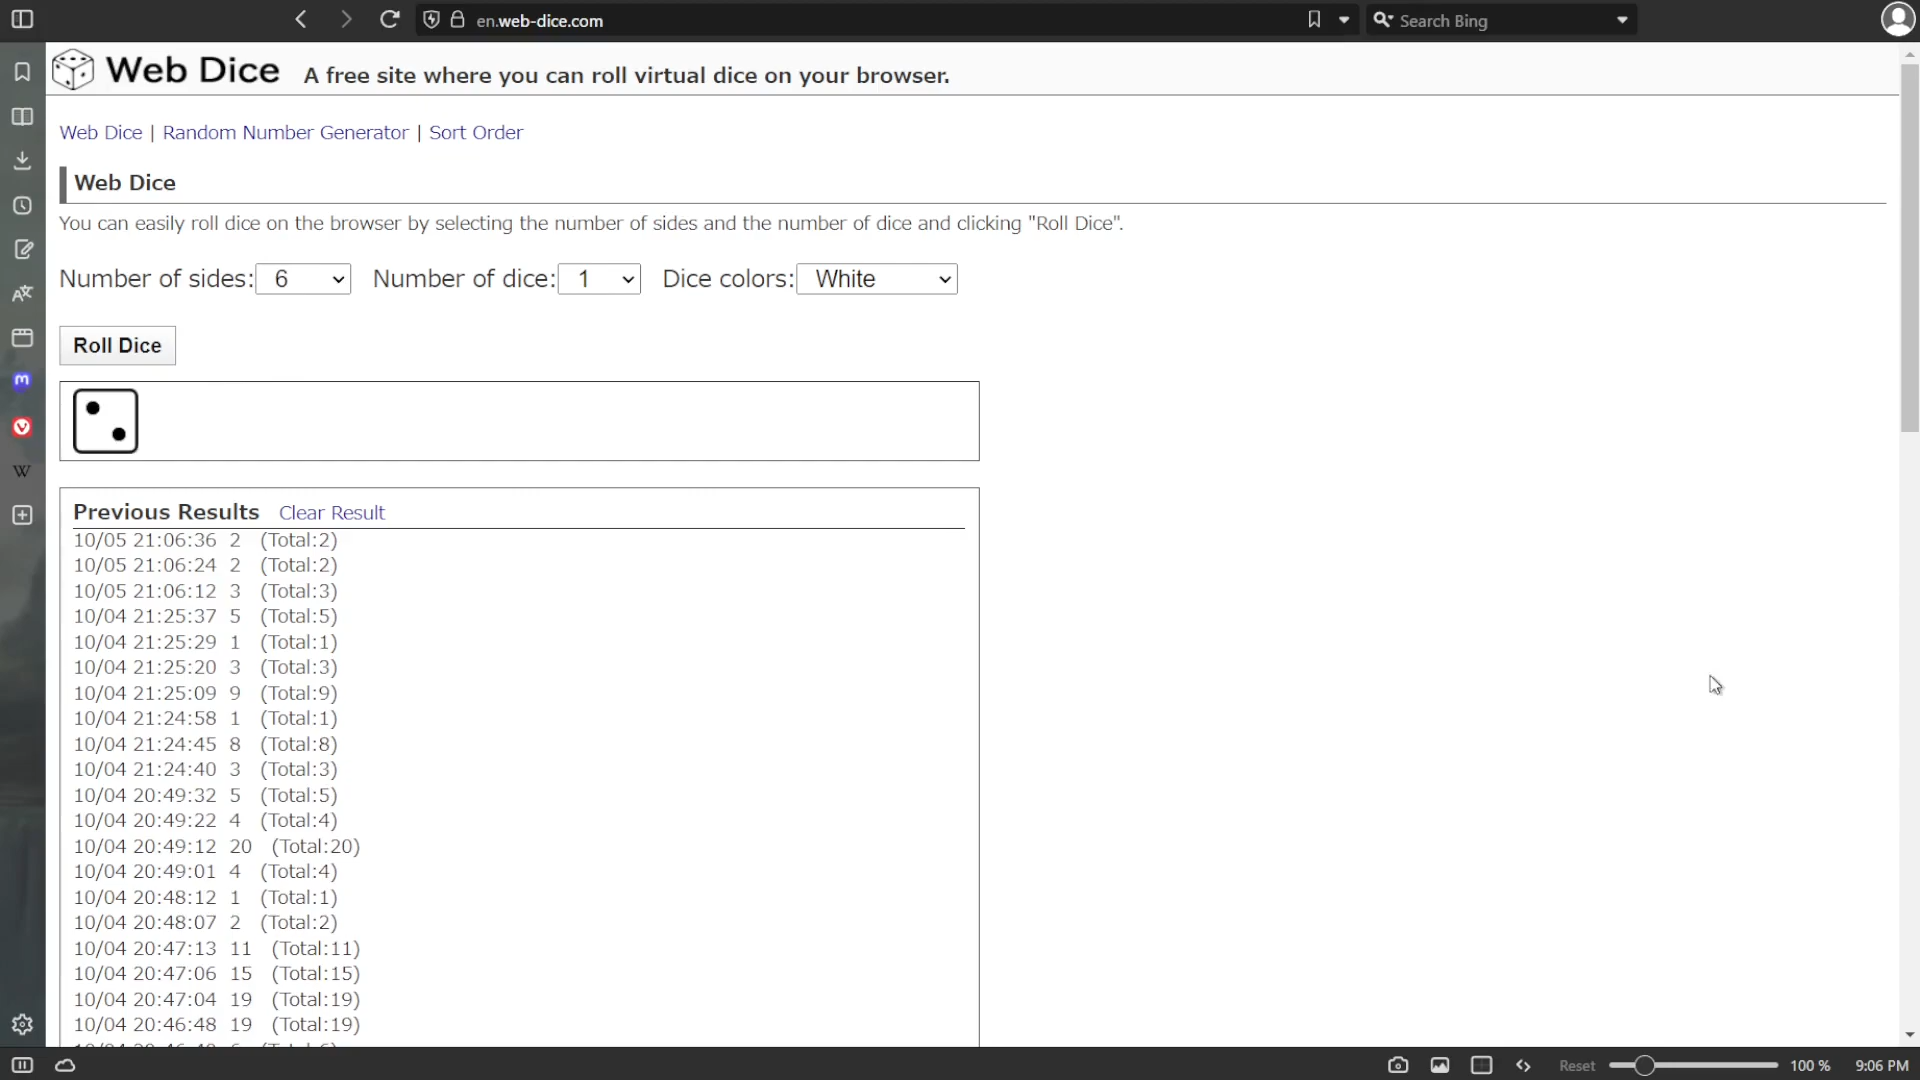 en.web-dice.com
Search Bing
Web Dice A free site where you can roll virtual dice on your browser.
Web Dice | Random Number Generator | Sort Order
Web Dice
You can easily roll dice on the browser by selecting the number of sides and the number of dice and clicking "Roll Dice".
Number of sides: 6 Number of dice: 1 Dice colors: White
Roll Dice
Previous Results Clear Result
10/05 21:06:36 2 (Total:2)
10/05 21:06:24 2 (Total:2)
10/05 21:06:12 3 (Total:3)
10/04 21:25:37 5 (Total:5)
10/04 21:25:29 1 (Total:1)
10/04 21:25:20 3 (Total:3)
10/04 21:25:09 9 (Total:9)
10/04 21:24:58 1 (Total:1)
10/04 21:24:45 8 (Total:8)
10/04 21:24:40 3 (Total:3)
10/04 20:49:32 5 (Total:5)
10/04 20:49:22 4 (Total:4)
10/04 20:49:12 20 (Total:20)
10/04 20:49:01 4 (Total:4)
10/04 20:48:12 1 (Total:1)
10/04 20:48:07 2 (Total:2)
10/04 20:47:13 11 (Total:11)
10/04 20:47:06 15 (Total:15)
10/04 20:47:04 19 (Total:19)
10/04 20:46:48 19 (Total:19)
Reset 100 % 9:06 PM